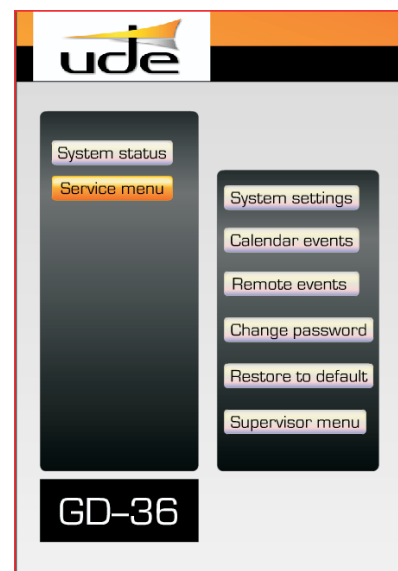 ude
System status
Service menu
System settings
Calendar events
Remote events
Change password
Restore to default
Supervisor menu
GD-36